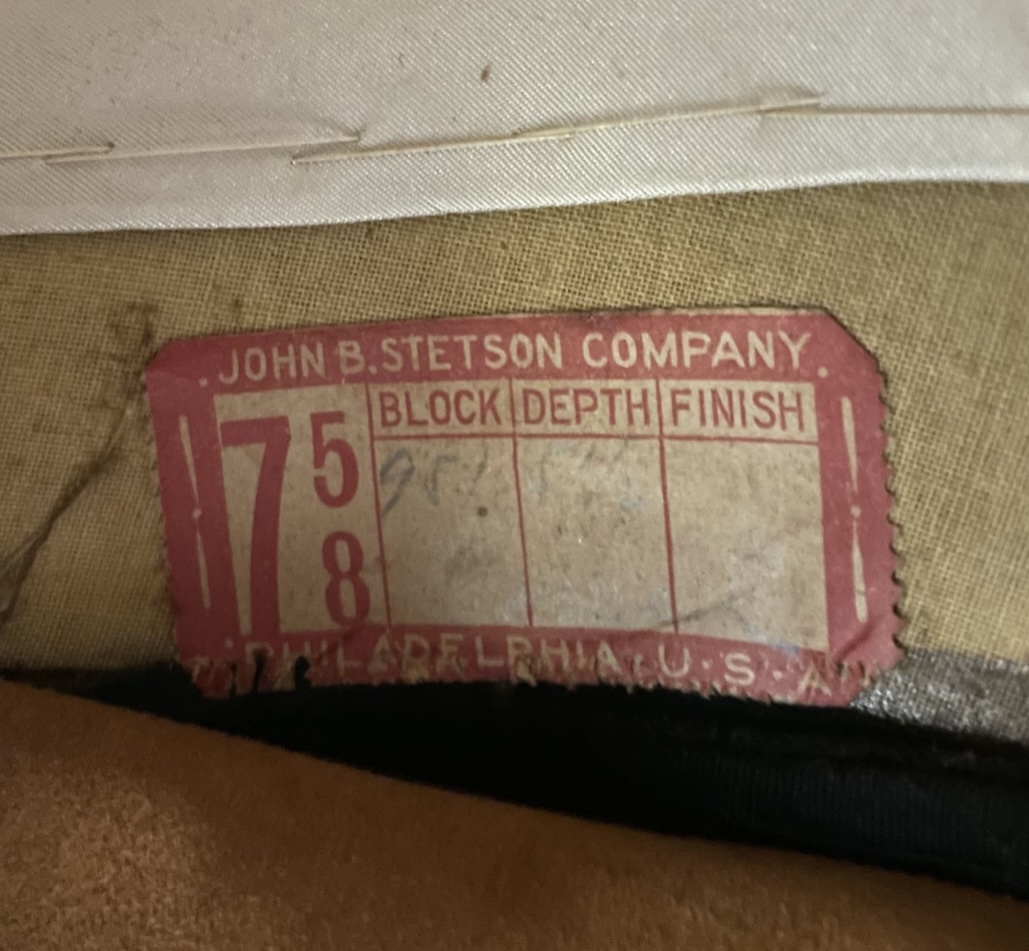 JOHN B. STETSON COMPANY
7 5/8
BLOCK DEPTH FINISH
PHILADELPHIA · U · S · A